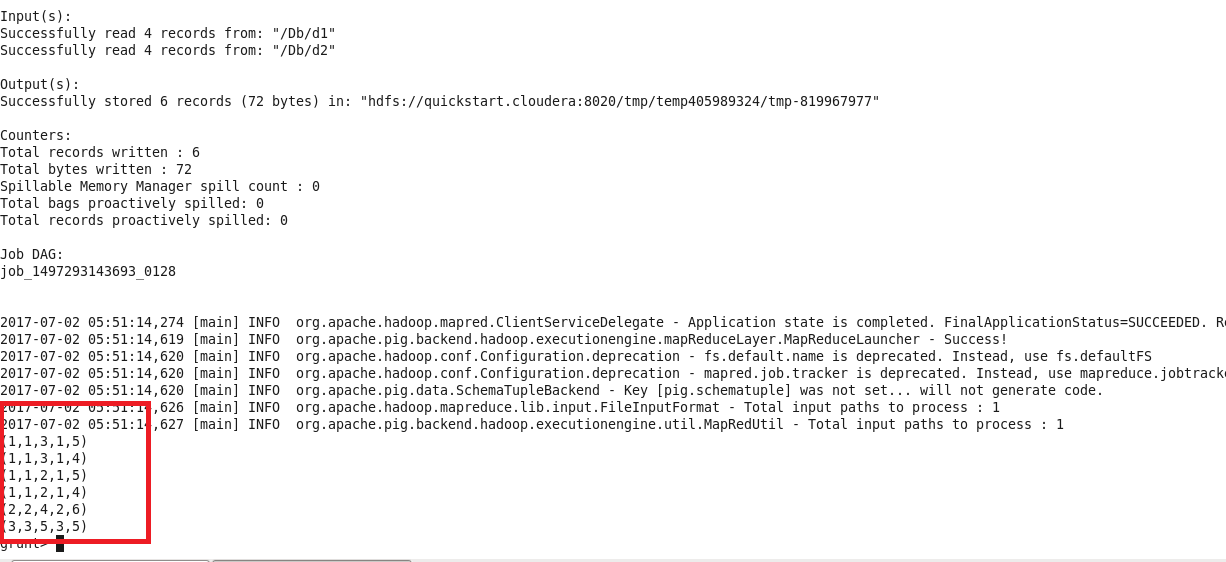 Input(s):
Successfully read 4 records from: "/Db/d1"
Successfully read 4 records from: "/Db/d2"
Output(s):
Successfully stored 6 records (72 bytes) in: "hdfs://quickstart.cloudera:8020/tmp/temp405989324/tmp-819967977"
Counters:
Total records written : 6
Total bytes written : 72
Spillable Memory Manager spill count : 0
Total bags proactively spilled: 0
Total records proactively spilled: 0
Job DAG:
job_1497293143693_0128
2017-07-02 05:51:14,274 [main] INFO  org.apache.hadoop.mapred.ClientServiceDelegate - Application state is completed. FinalApplicationStatus=SUCCEEDED.
2017-07-02 05:51:14,619 [main] INFO  org.apache.pig.backend.hadoop.executionengine.mapReduceLayer.MapReduceLauncher - Success!
2017-07-02 05:51:14,620 [main] INFO  org.apache.hadoop.conf.Configuration.deprecation - fs.default.name is deprecated. Instead, use fs.defaultFS
2017-07-02 05:51:14,620 [main] INFO  org.apache.hadoop.conf.Configuration.deprecation - mapred.job.tracker is deprecated. Instead, use mapreduce.jobtracke
2017-07-02 05:51:14,620 [main] INFO  org.apache.pig.data.SchemaTupleBackend - Key [pig.schematuple] was not set... will not generate code.
2017-07-02 05:51:14,626 [main] INFO  org.apache.hadoop.mapreduce.lib.input.FileInputFormat - Total input paths to process : 1
2017-07-02 05:51:14,627 [main] INFO  org.apache.pig.backend.hadoop.executionengine.util.MapRedUtil - Total input paths to process : 1
(1,1,3,1,5)
(1,1,3,1,4)
(1,1,2,1,5)
(1,1,2,1,4)
(2,2,4,2,6)
(3,3,5,3,5)
grunt>